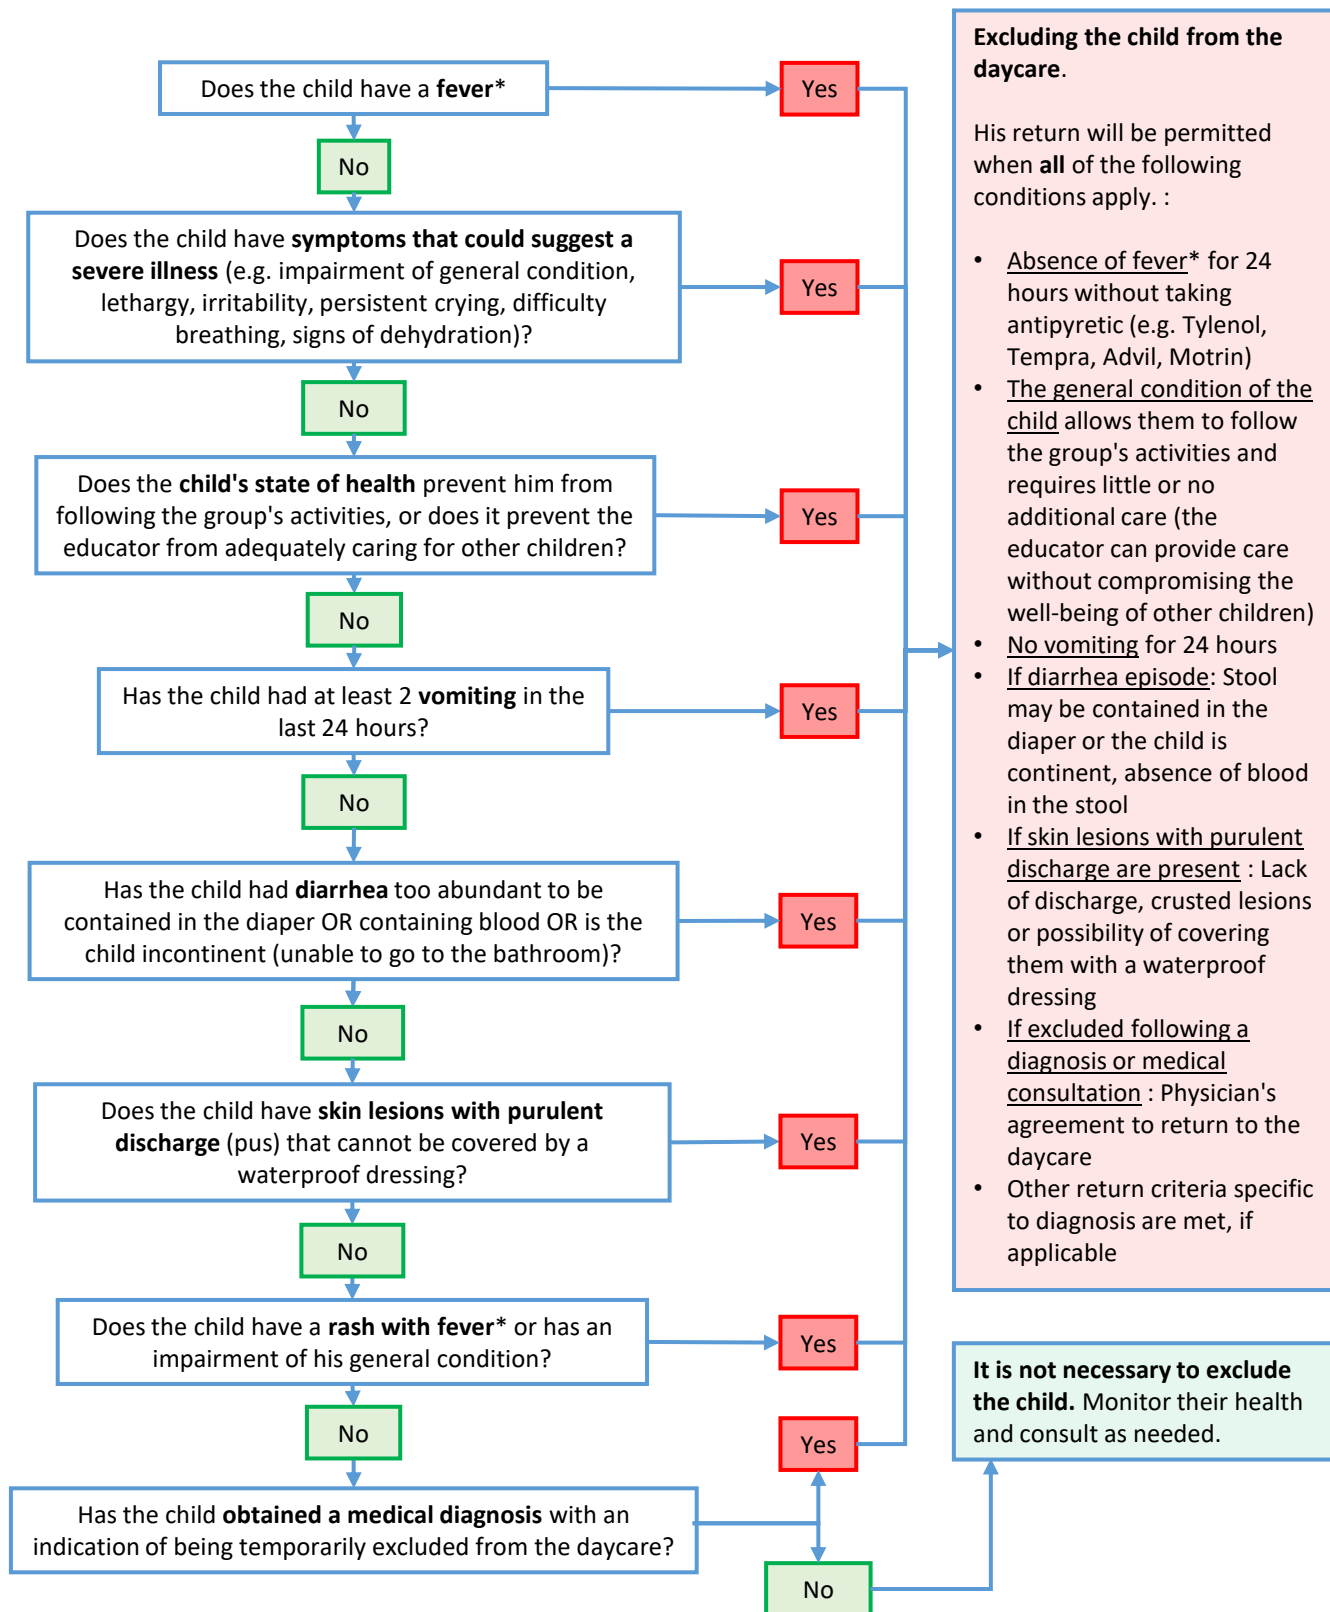 Does the child have a fever*
Yes
No
Does the child have symptoms that could suggest a
severe illness (e.g. impairment of general condition,
lethargy, irritability, persistent crying, difficulty
breathing, signs of dehydration)?
Yes
No
Does the child's state of health prevent him from
following the group's activities, or does it prevent the
educator from adequately caring for other children?
Yes
No
Has the child had at least 2 vomiting in the
last 24 hours?
Yes
No
Has the child had diarrhea too abundant to be
contained in the diaper OR containing blood OR is the
child incontinent (unable to go to the bathroom)?
Yes
No
Does the child have skin lesions with purulent
discharge (pus) that cannot be covered by a
waterproof dressing?
Yes
No
Does the child have a rash with fever* or has an
impairment of his general condition?
Yes
No
Has the child obtained a medical diagnosis with an
indication of being temporarily excluded from the daycare?
Yes
No
Excluding the child from the
daycare.
His return will be permitted
when all of the following
conditions apply. :
• Absence of fever* for 24
hours without taking
antipyretic (e.g. Tylenol,
Tempra, Advil, Motrin)
• The general condition of the
child allows them to follow
the group's activities and
requires little or no
additional care (the
educator can provide care
without compromising the
well-being of other children)
• No vomiting for 24 hours
• If diarrhea episode: Stool
may be contained in the
diaper or the child is
continent, absence of blood
in the stool
• If skin lesions with purulent
discharge are present : Lack
of discharge, crusted lesions
or possibility of covering
them with a waterproof
dressing
• If excluded following a
diagnosis or medical
consultation : Physician's
agreement to return to the
daycare
• Other return criteria specific
to diagnosis are met, if
applicable
It is not necessary to exclude
the child. Monitor their health
and consult as needed.